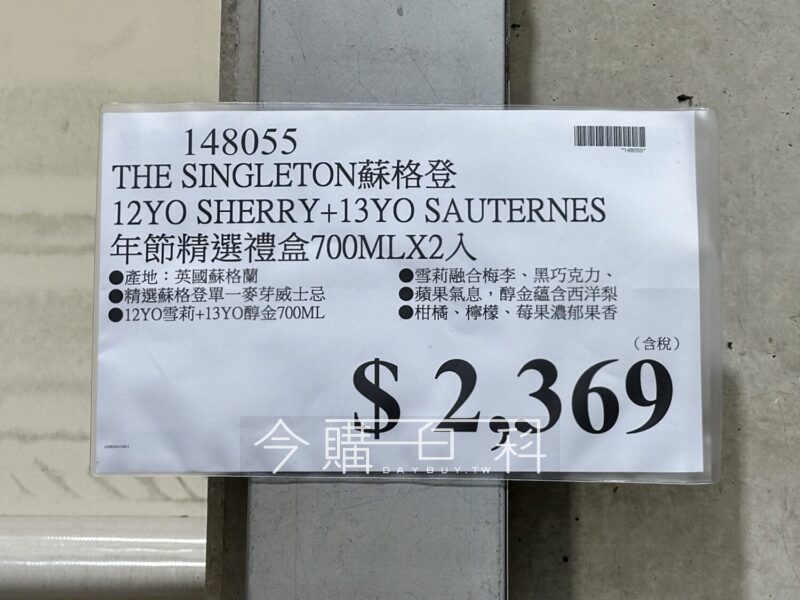 148055
*148055*
THE SINGLETON蘇格登
12YO SHERRY+13YO SAUTERNES
年節精選禮盒700MLX2入
●產地：英國蘇格蘭
●精選蘇格登單一麥芽威士忌
●12YO雪莉+13YO醇金700ML
●雪莉融合梅李、黑巧克力、
●蘋果氣息，醇金蘊含西洋梨
●柑橘、檸檬、莓果濃郁果香
（含稅）
$ 2,369
今購百科
DAYBUY.TW